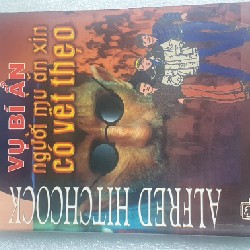 VỤ BÍ ẨN
người mù ăn xin
CÓ VẾT THẸO
ALFRED HITCHCOCK